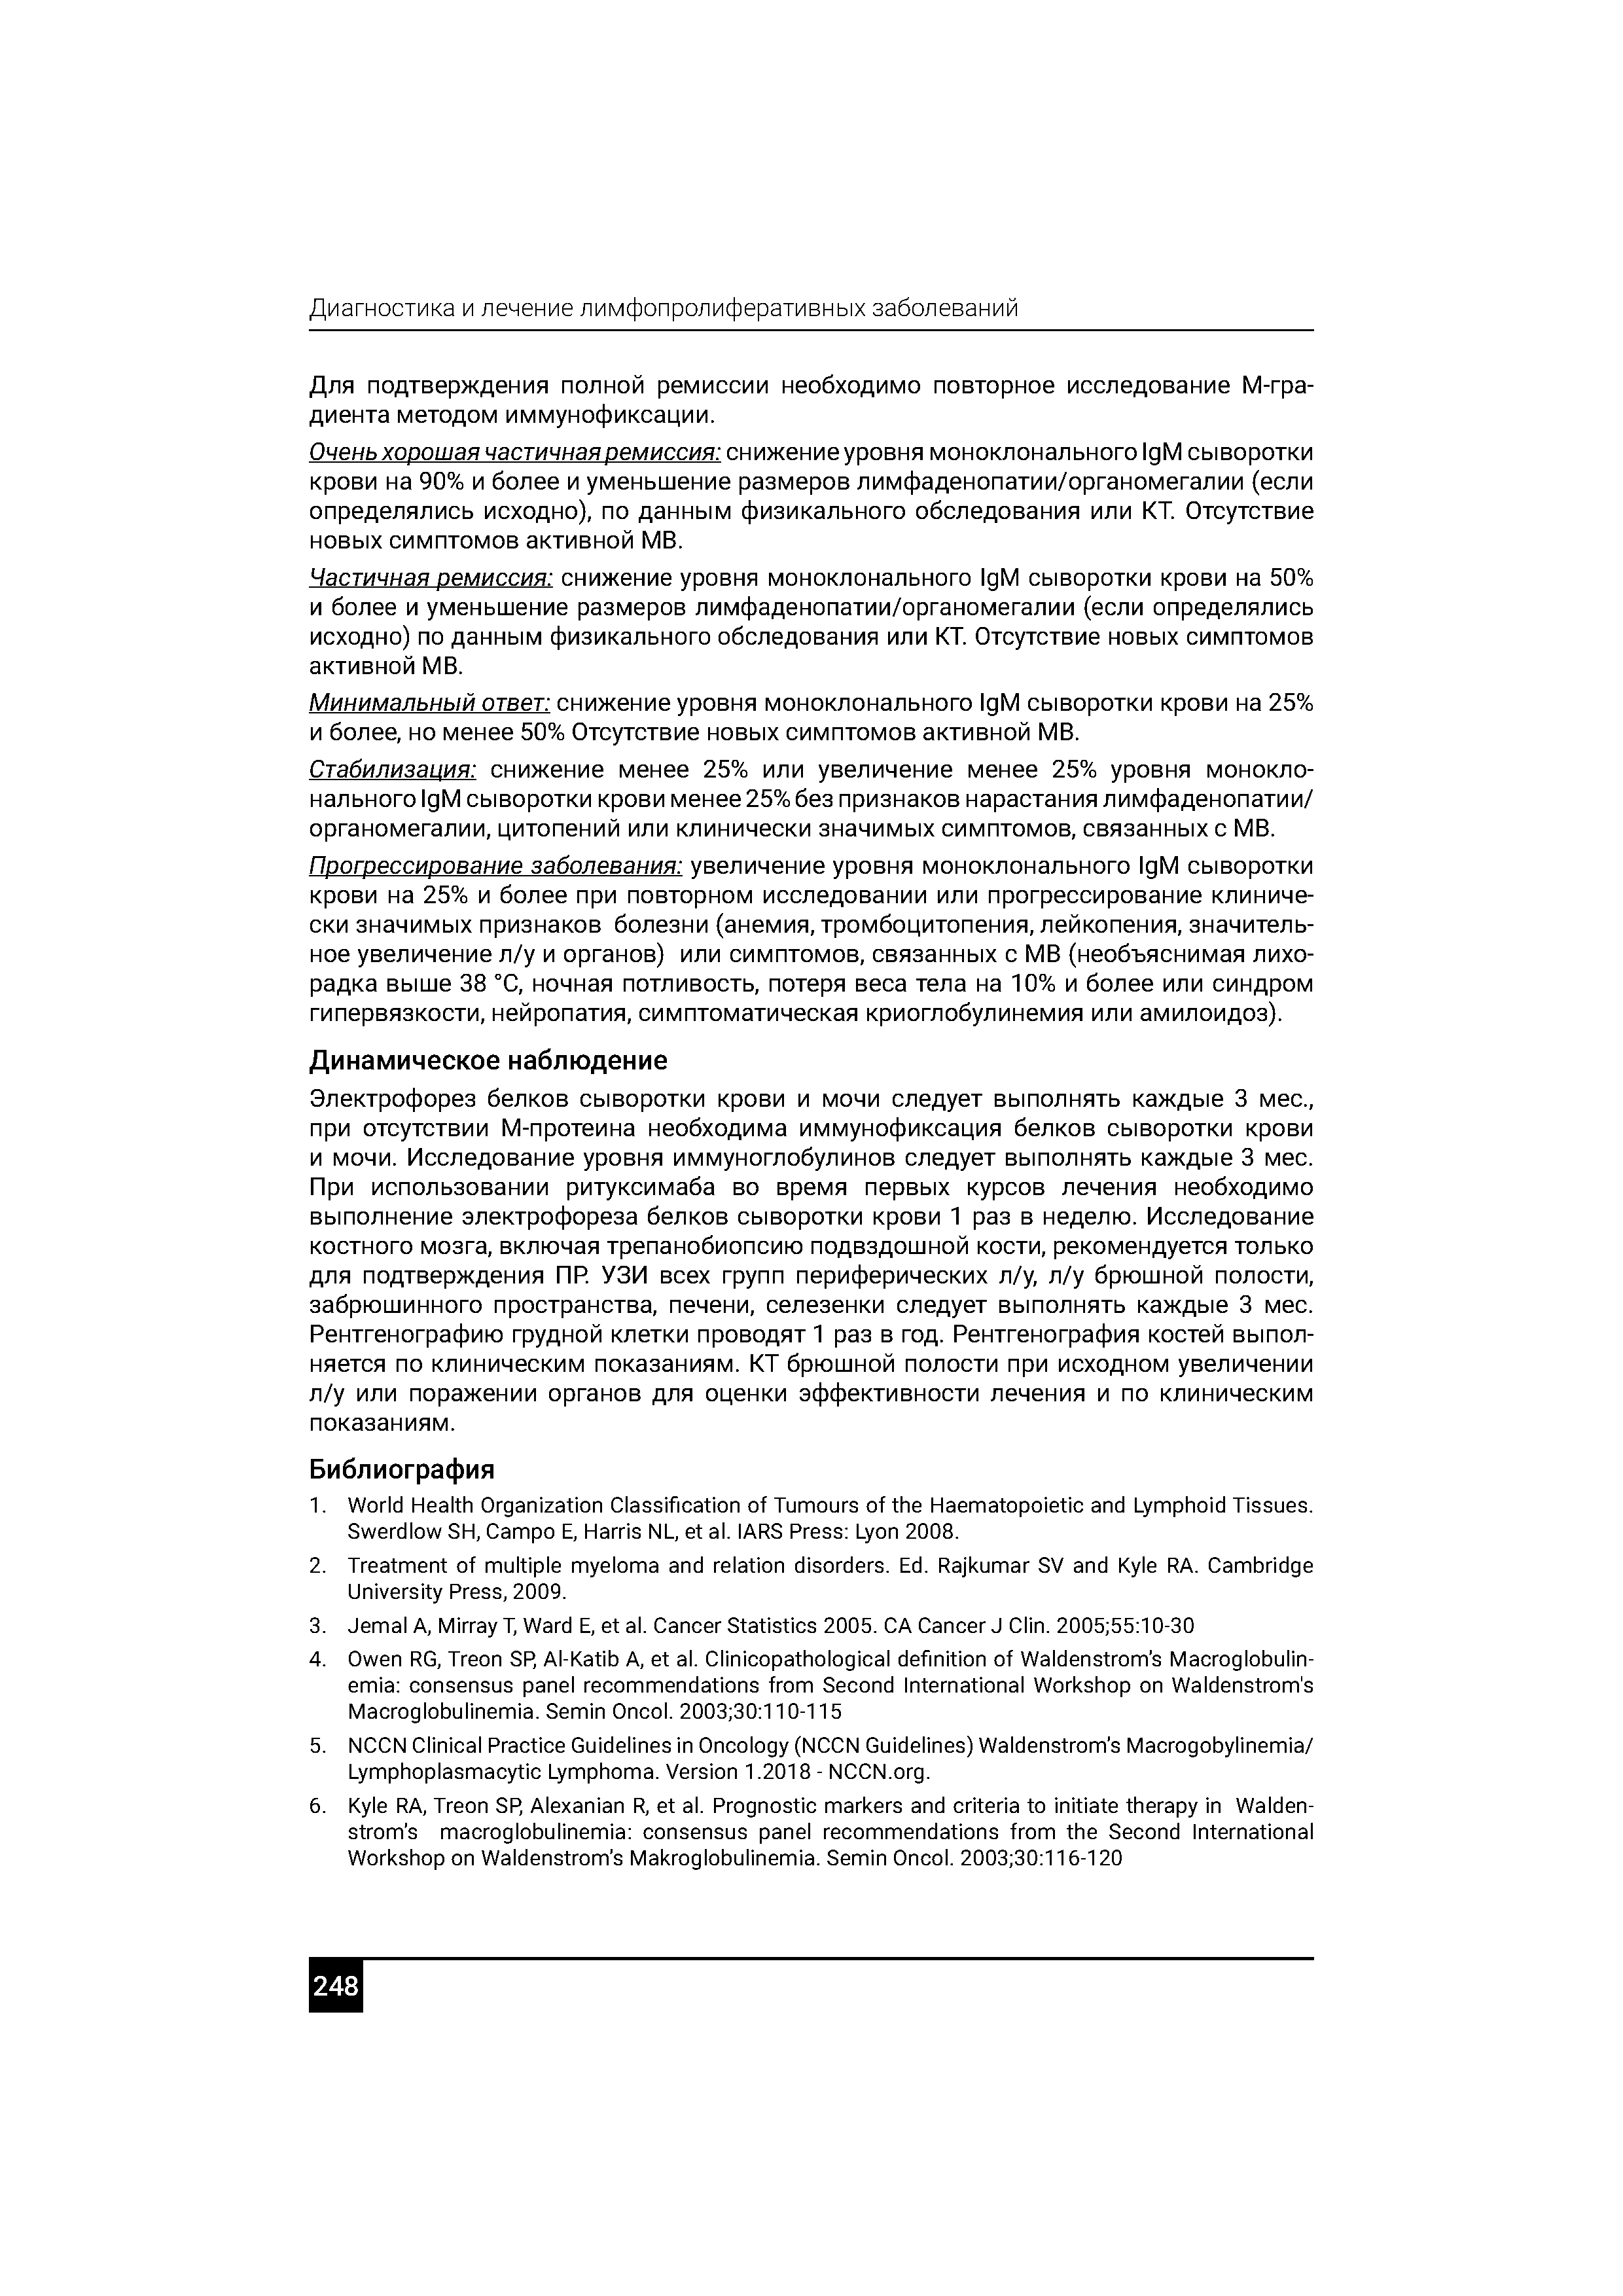 Диагностика и лечение лимфопролиферативных заболеваний
Для подтверждения полной ремиссии необходимо повторное исследование М-гра-
диента методом иммунофиксации.
Очень хорошая частичная ремиссия: снижение уровня моноклонального IgM сыворотки
крови на 90% и более и уменьшение размеров лимфаденопатии/органомегалии (если
определялись исходно), по данным физикального обследования или КТ. Отсутствие
новых симптомов активной МВ.
Частичная ремиссия: снижение уровня моноклонального IgM сыворотки крови на 50%
и более и уменьшение размеров лимфаденопатии/органомегалии (если определялись
исходно) по данным физикального обследования или КТ. Отсутствие новых симптомов
активной МВ.
Минимальный ответ: снижение уровня моноклонального IgM сыворотки крови на 25%
и более, но менее 50% Отсутствие новых симптомов активной МВ.
Стабилизация: снижение менее 25% или увеличение менее 25% уровня монокло-
нального IgM сыворотки крови менее 25% без признаков нарастания лимфаденопатии/
органомегалии, цитопений или клинически значимых симптомов, связанных с МВ.
Прогрессирование заболевания: увеличение уровня моноклонального IgM сыворотки
крови на 25% и более при повторном исследовании или прогрессирование клиниче-
ски значимых признаков болезни (анемия, тромбоцитопения, лейкопения, значитель-
ное увеличение л/у и органов) или симптомов, связанных с МВ (необъяснимая лихо-
радка выше 38 °С, ночная потливость, потеря веса тела на 10% и более или синдром
гипервязкости, нейропатия, симптоматическая криоглобулинемия или амилоидоз).
Динамическое наблюдение
Электрофорез белков сыворотки крови и мочи следует выполнять каждые 3 мес.,
при отсутствии М-протеина необходима иммунофиксация белков сыворотки крови
и мочи. Исследование уровня иммуноглобулинов следует выполнять каждые 3 мес.
При использовании ритуксимаба во время первых курсов лечения необходимо
выполнение электрофореза белков сыворотки крови 1 раз в неделю. Исследование
костного мозга, включая трепанобиопсию подвздошной кости, рекомендуется только
для подтверждения ПР. УЗИ всех групп периферических л/у, л/у брюшной полости,
забрюшинного пространства, печени, селезенки следует выполнять каждые 3 мес.
Рентгенографию грудной клетки проводят 1 раз в год. Рентгенография костей выпол-
няется по клиническим показаниям. КТ брюшной полости при исходном увеличении
л/у или поражении органов для оценки эффективности лечения и по клиническим
показаниям.
Библиография
1. World Health Organization Classification of Tumours of the Haematopoietic and Lymphoid Tissues.
Swerdlow SH, Campo E, Harris NL, et al. IARS Press: Lyon 2008.
2. Treatment of multiple myeloma and relation disorders. Ed. Rajkumar SV and Kyle RA. Cambridge
University Press, 2009.
3. Jemal A, Mirray T, Ward E, et al. Cancer Statistics 2005. CA Cancer J Clin. 2005;55:10-30
4. Owen RG, Treon SP, Al-Katib A, et al. Clinicopathological definition of Waldenstrom’s Macroglobulin-
emia: consensus panel recommendations from Second International Workshop on Waldenstrom's
Macroglobulinemia. Semin Oncol. 2003;30:110-115
5. NCCN Clinical Practice Guidelines in Oncology (NCCN Guidelines) Waldenstrom’s Macrogobylinemia/
Lymphoplasmacytic Lymphoma. Version 1.2018 - NCCN.org.
6. Kyle RA, Treon SP, Alexanian R, et al. Prognostic markers and criteria to initiate therapy in Walden-
strom’s macroglobulinemia: consensus panel recommendations from the Second International
Workshop on Waldenstrom’s Makroglobulinemia. Semin Oncol. 2003;30:116-120
248